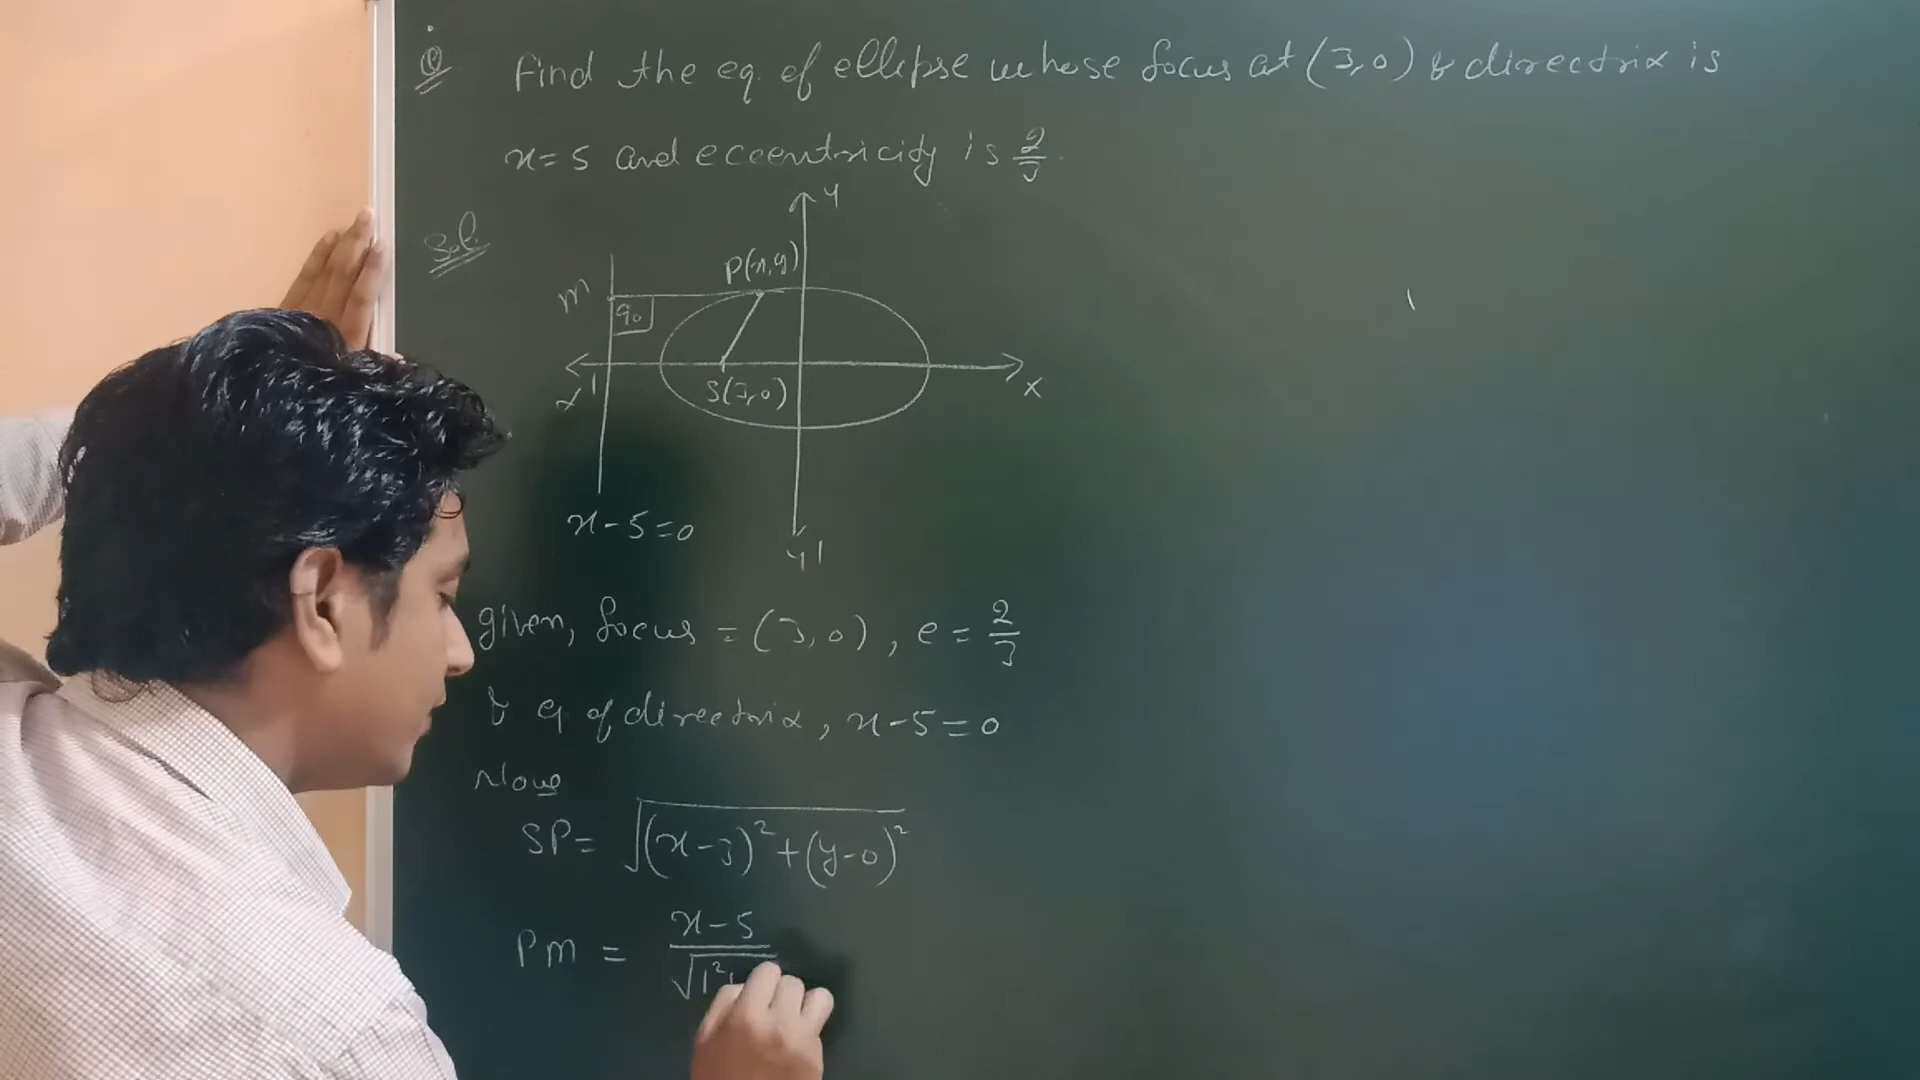 Q Find the eq. of ellipse whose focus at (3,0) & directrix is
x=5 and eccentricity is 2/3.
Sol.
y
P(x,y)
M
90
S(3,0)
x'
x
x-5=0
y'
given, focus = (3,0), e = 2/3
& eq. of directrix, x-5=0
Now
SP= √(x-3)²+(y-0)²
PM = x-5/√1²+